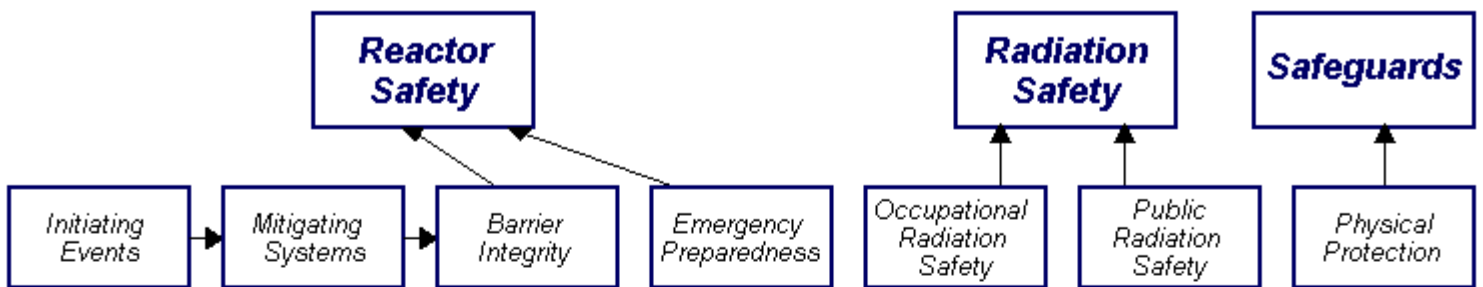 Reactor
Safety
Radiation
Safety
Safeguards
Initiating
Events
Mitigating
Systems
Barrier
Integrity
Emergency
Preparedness
Occupational
Radiation
Safety
Public
Radiation
Safety
Physical
Protection